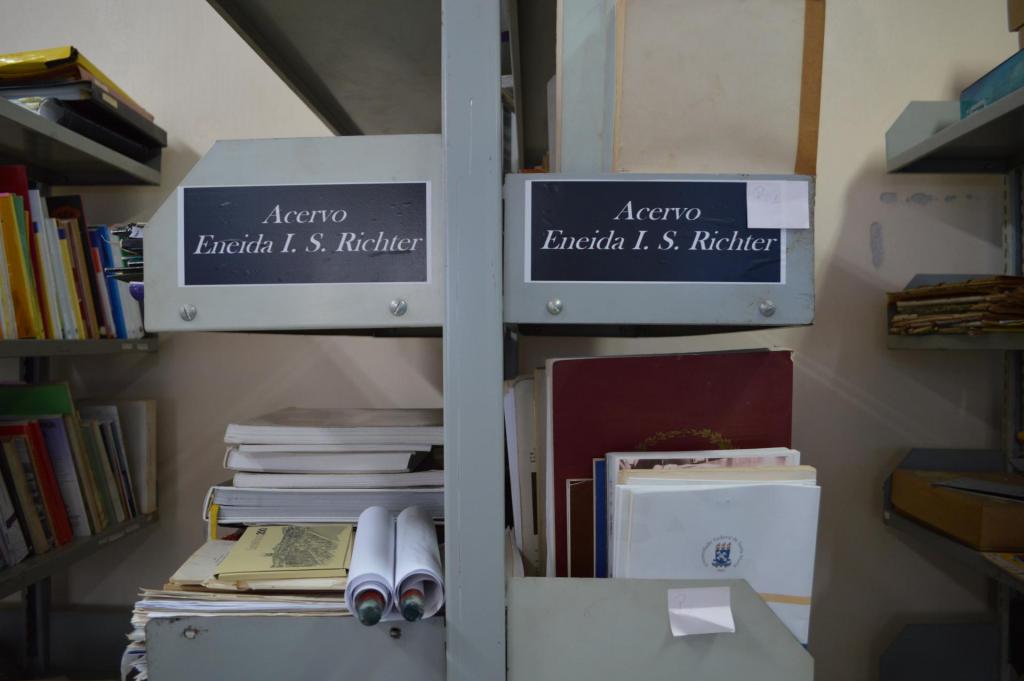 Acervo
Eneida I. S. Richter
Acervo
Eneida I. S. Richter